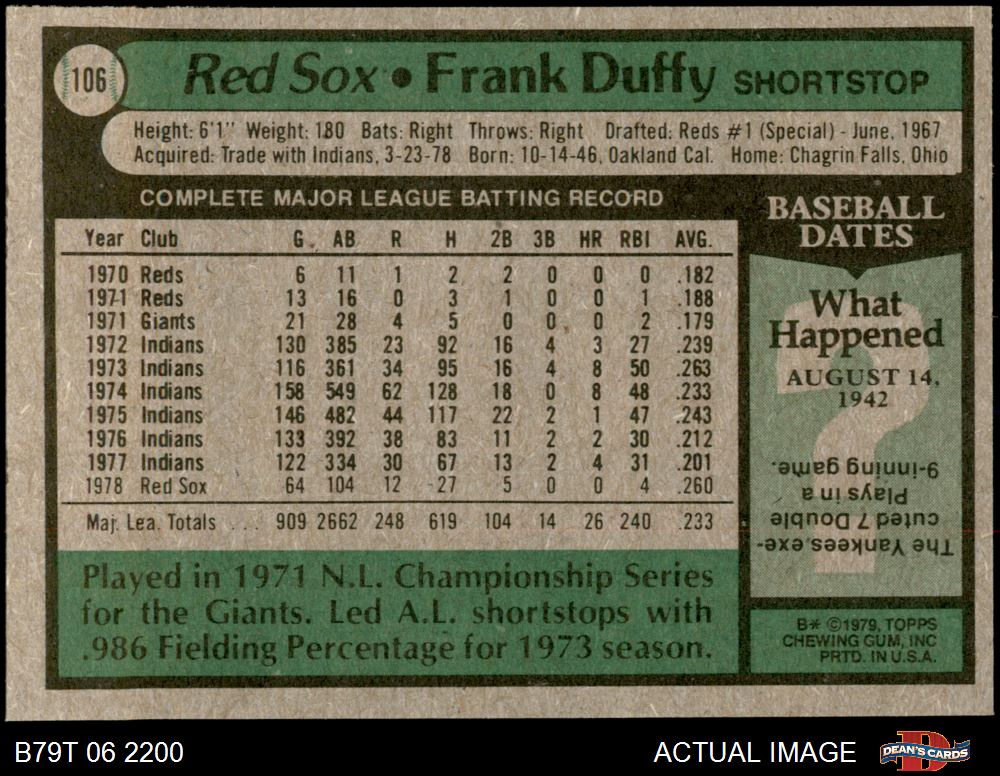 106
Red Sox • Frank Duffy SHORTSTOP
Height: 6'1" Weight: 180 Bats: Right Throws: Right Drafted: Reds #1 (Special) - June, 1967
Acquired: Trade with Indians, 3-23-78 Born: 10-14-46, Oakland Cal. Home: Chagrin Falls, Ohio
COMPLETE MAJOR LEAGUE BATTING RECORD
Year Club G. AB R H 2B 3B HR RBI AVG.
1970 Reds 6 11 1 2 2 0 0 0 .182
1971 Reds 13 16 0 3 1 0 0 1 .188
1971 Giants 21 28 4 5 0 0 0 2 .179
1972 Indians 130 385 23 92 16 4 3 27 .239
1973 Indians 116 361 34 95 16 4 8 50 .263
1974 Indians 158 549 62 128 18 0 8 48 .233
1975 Indians 146 482 44 117 22 2 1 47 .243
1976 Indians 133 392 38 83 11 2 2 30 .212
1977 Indians 122 334 30 67 13 2 4 31 .201
1978 Red Sox 64 104 12 27 5 0 0 4 .260
Maj. Lea. Totals ... 909 2662 248 619 104 14 26 240 .233
Played in 1971 N.L. Championship Series
for the Giants. Led A.L. shortstops with
.986 Fielding Percentage for 1973 season.
BASEBALL
DATES
What
Happened
AUGUST 14,
1942
?
The Yankees exe-
cuted 7 Double
Plays in a
9-inning game.
B* ©1979, TOPPS
CHEWING GUM, INC
PRTD. IN U.S.A.
B79T 06 2200
ACTUAL IMAGE
DEAN'S CARDS